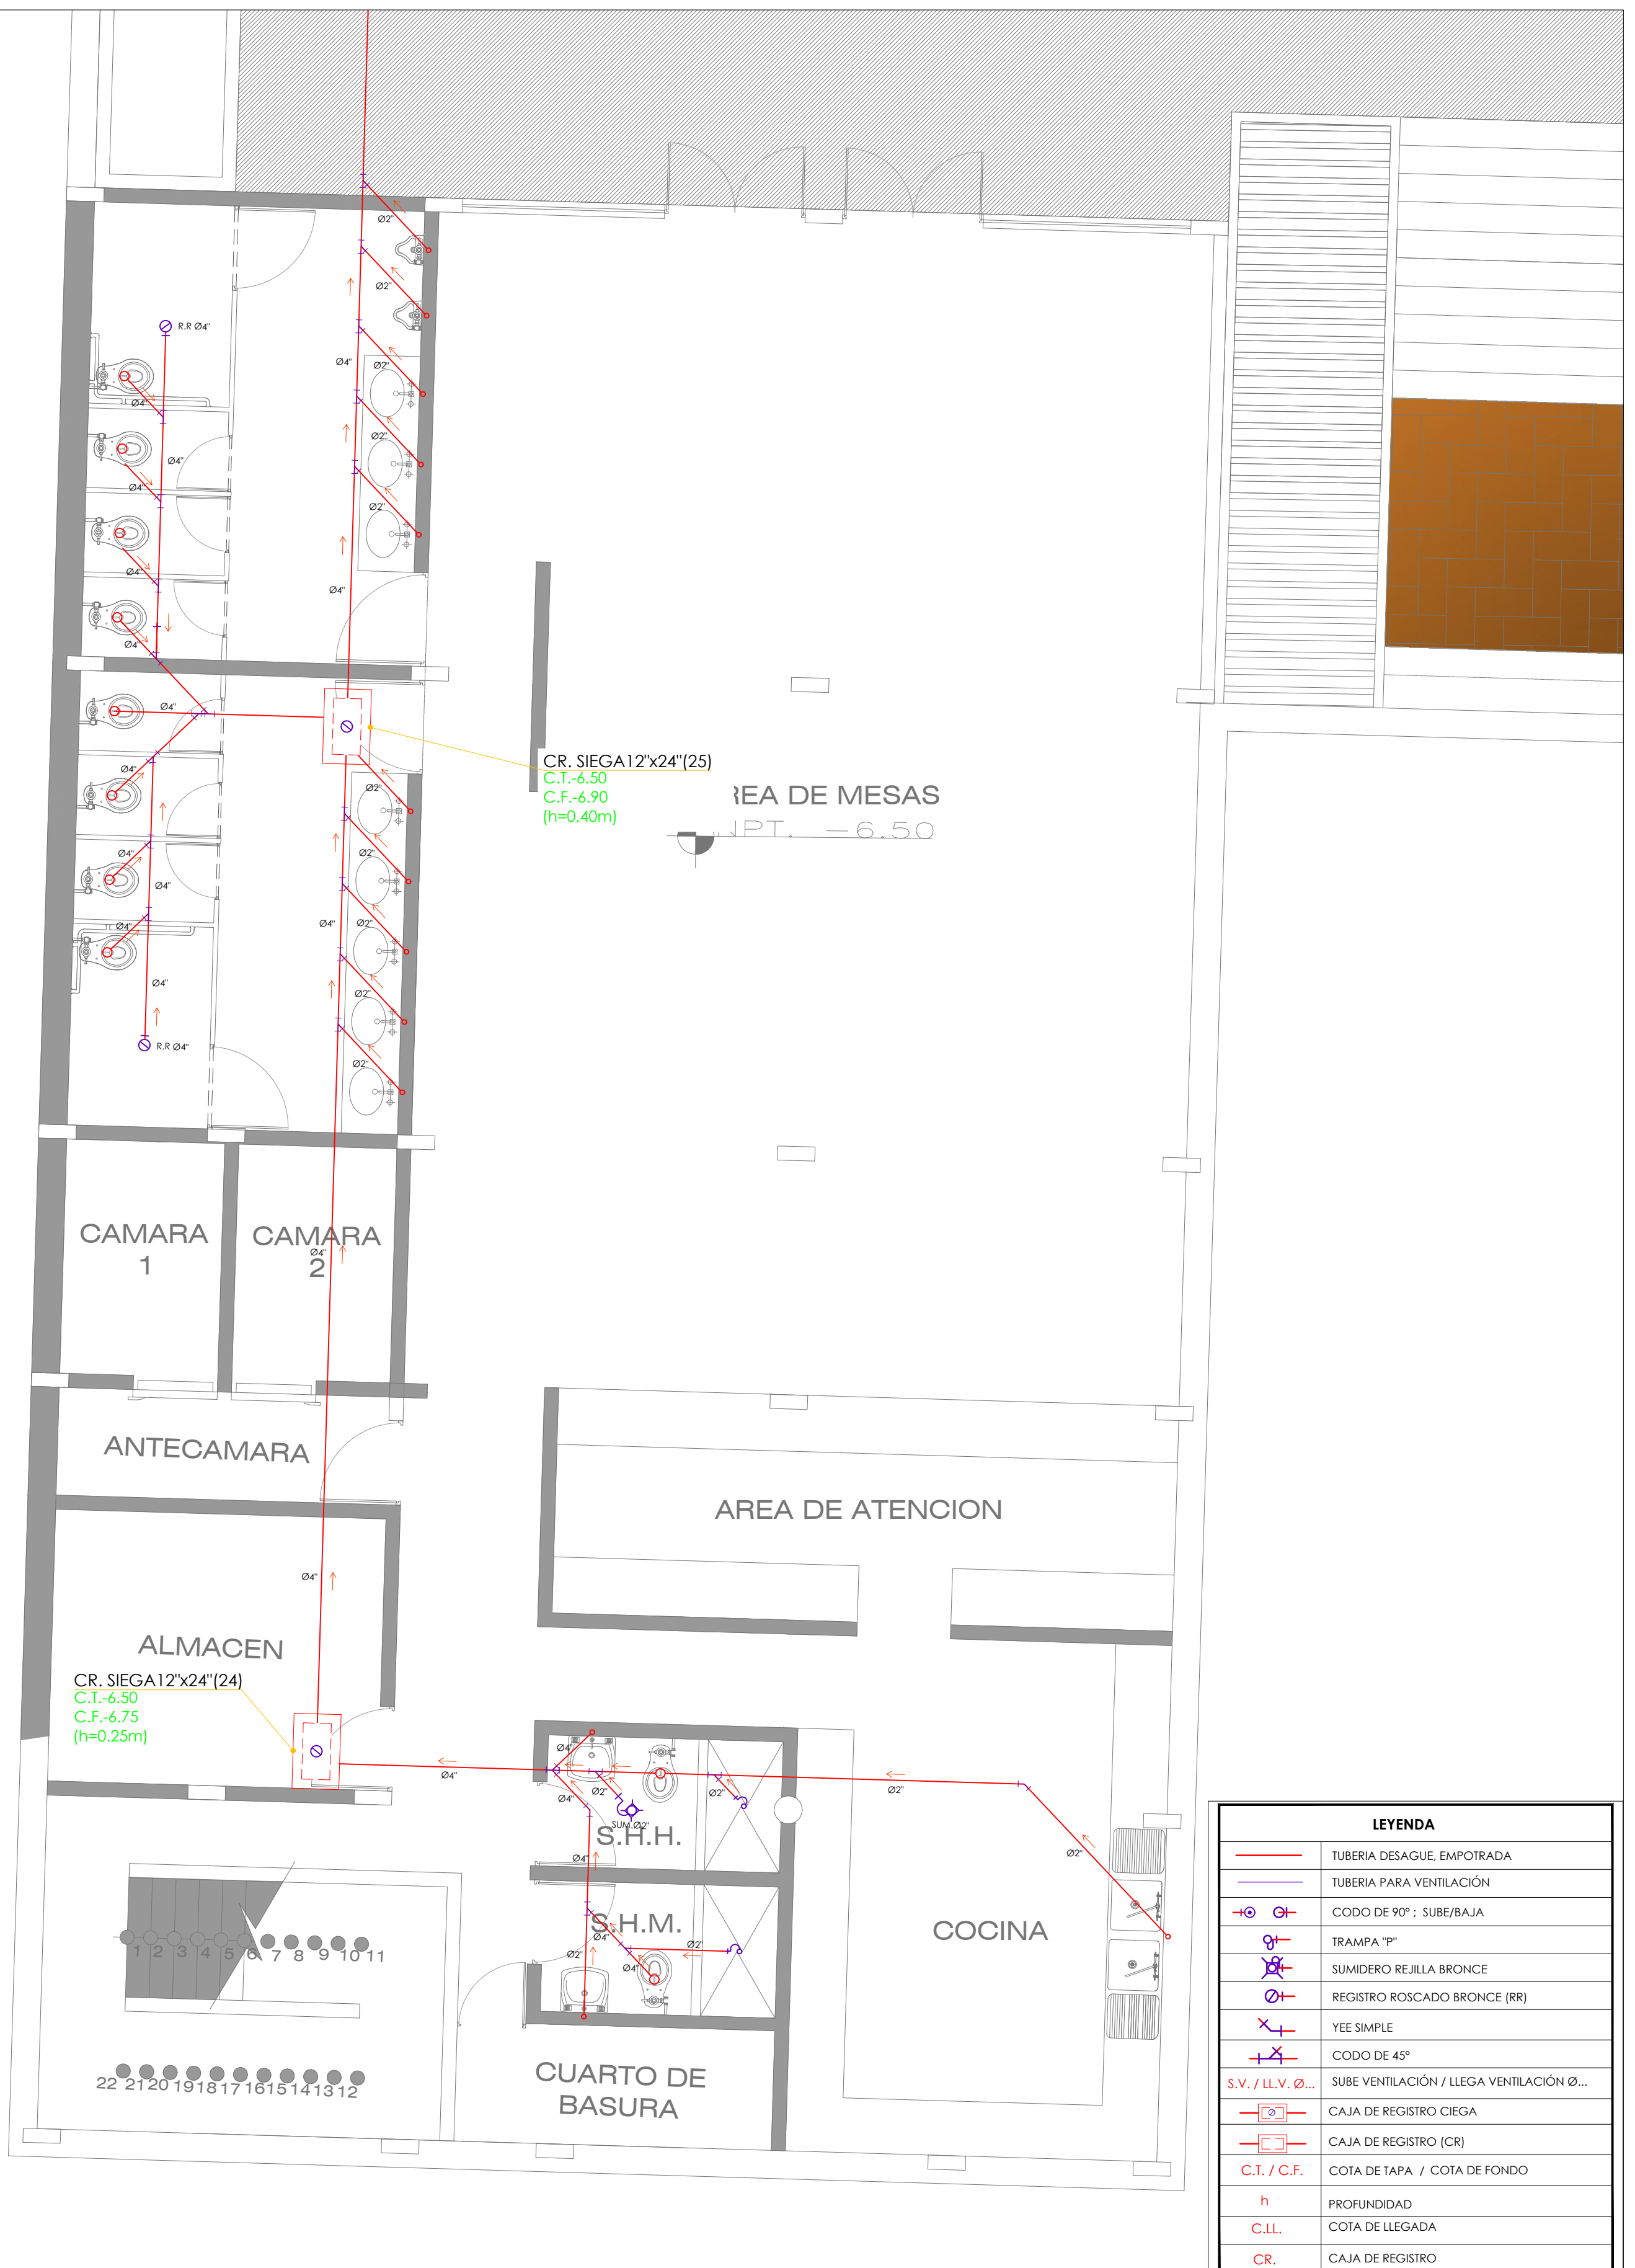 Ø2"
Ø2"
R.R Ø4"
Ø4"
Ø2"
Ø4"
Ø2"
Ø4"
Ø4"
Ø2"
Ø4"
Ø4"
Ø4"
Ø4"
CR. SIEGA12"x24"(25)
C.T.-6.50
C.F.-6.90
(h=0.40m)
REA DE MESAS
NPT. -6.50
Ø4"
Ø2"
Ø4"
Ø2"
Ø4"
Ø4"
Ø4"
Ø2"
Ø4"
Ø4"
Ø2"
R.R Ø4"
Ø2"
CAMARA
1
CAMARA
2
Ø4"
ANTECAMARA
AREA DE ATENCION
Ø4"
ALMACEN
CR. SIEGA12"x24"(24)
C.T.-6.50
C.F.-6.75
(h=0.25m)
Ø4"
Ø4"
Ø4"
Ø2"
Ø2"
Ø2"
SUM.Ø2"
S.H.H.
Ø4"
Ø2"
S.H.M.
Ø4"
Ø2"
Ø2"
Ø4"
COCINA
1 2 3 4 5 6 7 8 9 10 11
22 21 20 19 18 17 16 15 14 13 12
CUARTO DE
BASURA
LEYENDA
TUBERIA DESAGUE, EMPOTRADA
TUBERIA PARA VENTILACIÓN
CODO DE 90º ; SUBE/BAJA
TRAMPA "P"
SUMIDERO REJILLA BRONCE
REGISTRO ROSCADO BRONCE (RR)
YEE SIMPLE
CODO DE 45º
S.V. / LL.V. Ø... SUBE VENTILACIÓN / LLEGA VENTILACIÓN Ø...
CAJA DE REGISTRO CIEGA
CAJA DE REGISTRO (CR)
C.T. / C.F. COTA DE TAPA / COTA DE FONDO
h PROFUNDIDAD
C.LL. COTA DE LLEGADA
CR. CAJA DE REGISTRO